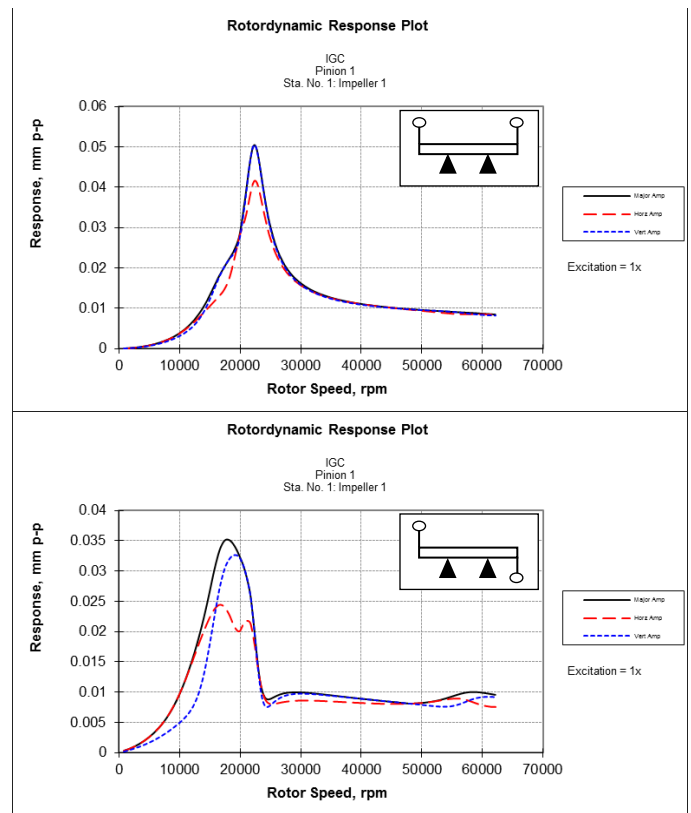 Rotordynamic Response Plot
IGC
Pinion 1
Sta. No. 1: Impeller 1
Response, mm p-p
0.06
0.05
0.04
0.03
0.02
0.01
0
0 10000 20000 30000 40000 50000 60000 70000
Rotor Speed, rpm
Major Amp
Horz Amp
Vert Amp
Excitation = 1x
Rotordynamic Response Plot
IGC
Pinion 1
Sta. No. 1: Impeller 1
Response, mm p-p
0.04
0.035
0.03
0.025
0.02
0.015
0.01
0.005
0
0 10000 20000 30000 40000 50000 60000 70000
Rotor Speed, rpm
Major Amp
Horz Amp
Vert Amp
Excitation = 1x